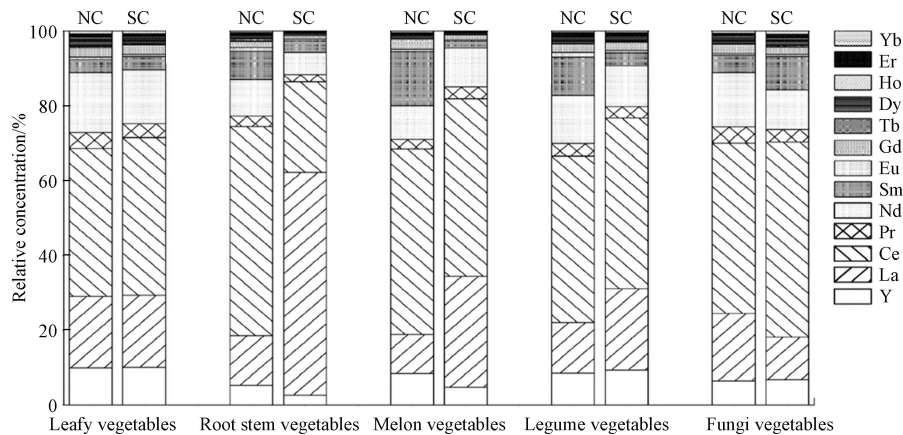 NC SC NC SC NC SC NC SC NC SC
100
80
60
40
20
0
Relative concentration/%
Leafy vegetables Root stem vegetables Melon vegetables Legume vegetables Fungi vegetables
Yb
Er
Ho
Dy
Tb
Gd
Eu
Sm
Nd
Pr
Ce
La
Y